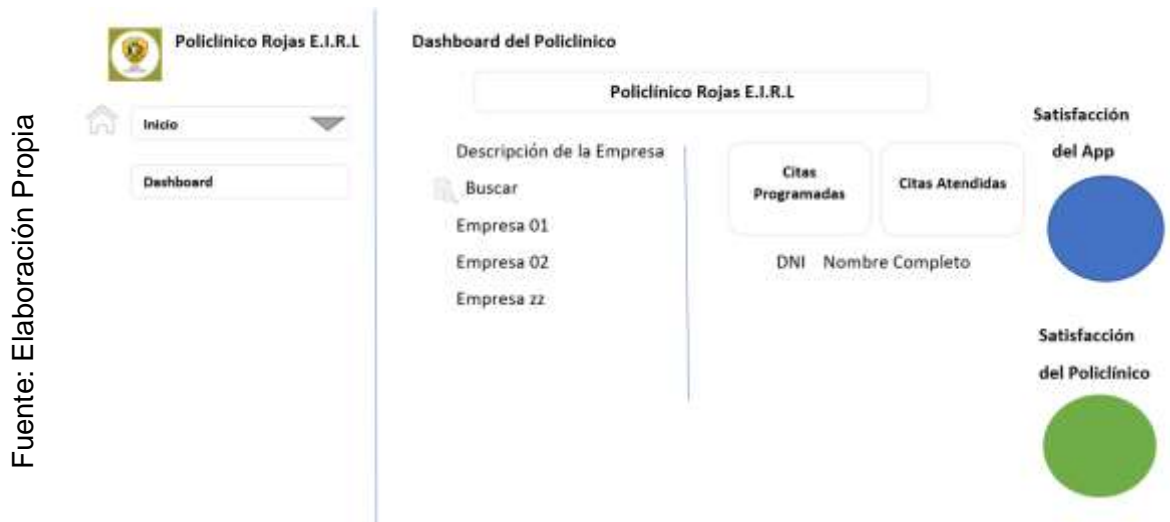 Fuente: Elaboración Propia
Policlínico Rojas E.I.R.L
Inicio
Dashboard
Dashboard del Policlínico
Policlínico Rojas E.I.R.L
Descripción de la Empresa
Buscar
Empresa 01
Empresa 02
Empresa zz
Citas
Programadas
Citas Atendidas
DNI Nombre Completo
Satisfacción
del App
Satisfacción
del Policlínico